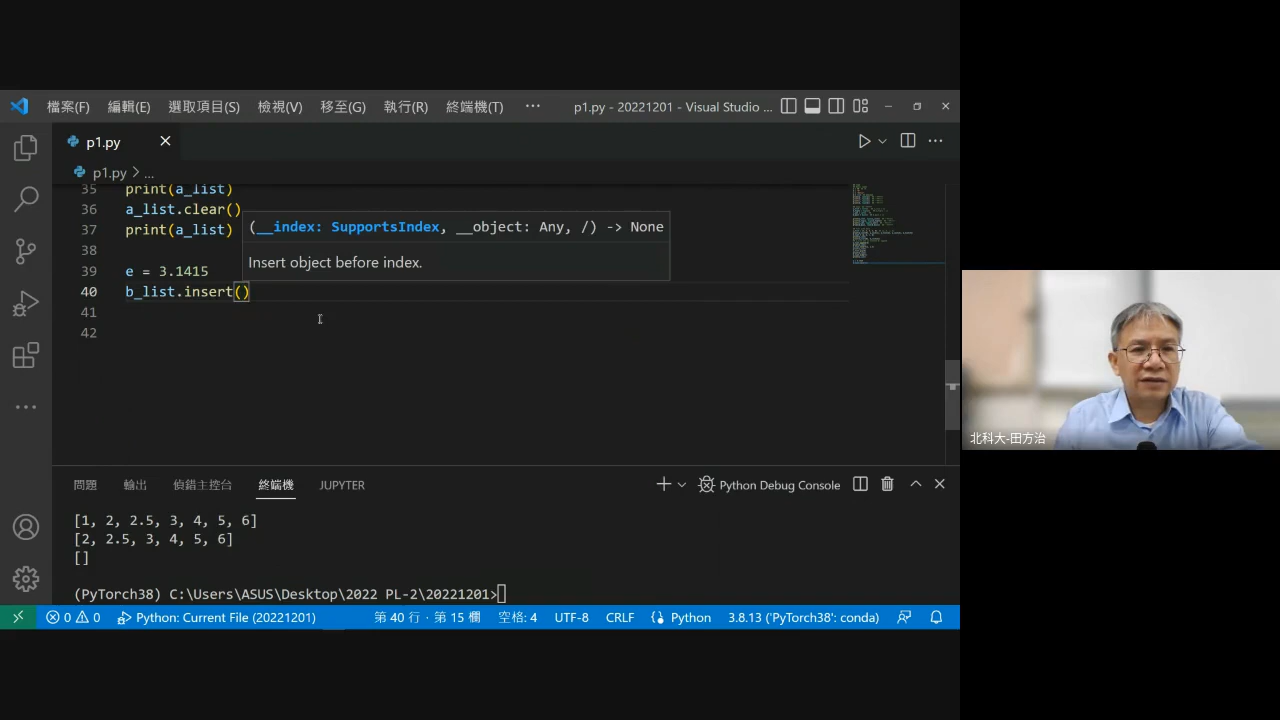 檔案(F) 編輯(E) 選取項目(S) 檢視(V) 移至(G) 執行(R) 終端機(T) ··· p1.py - 20221201 - Visual Studio ...
p1.py
p1.py > ...
35 print(a_list)
36 a_list.clear()
37 print(a_list)
(__index: SupportsIndex, __object: Any, /) -> None
38
Insert object before index.
39 e = 3.1415
40 b_list.insert()
41
42
北科大-田方治
問題 輸出 偵錯主控台 終端機 JUPYTER Python Debug Console
[1, 2, 2.5, 3, 4, 5, 6]
[2, 2.5, 3, 4, 5, 6]
[]
(PyTorch38) C:\Users\ASUS\Desktop\2022 PL-2\20221201>
0 0 Python: Current File (20221201) 第 40 行，第 15 欄 空格: 4 UTF-8 CRLF Python 3.8.13 ('PyTorch38': conda)